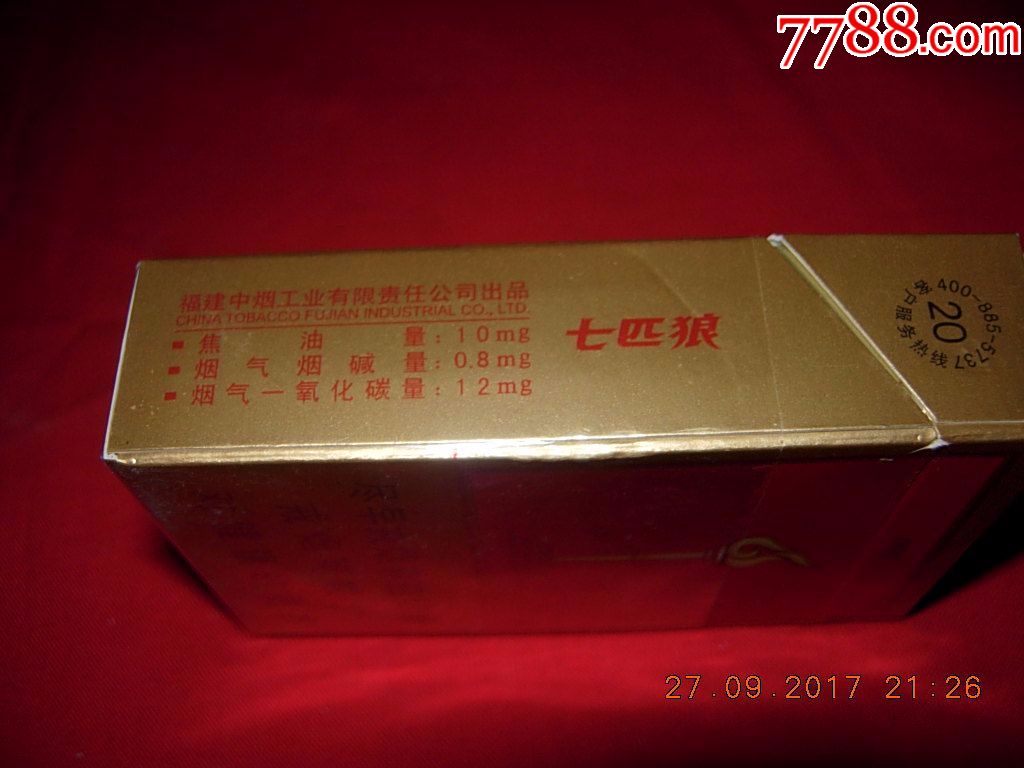 7788.com
福建中烟工业有限责任公司出品
CHINA TOBACCO FUJIAN INDUSTRIAL CO., LTD.
▪焦油量：10mg
▪烟气烟碱量：0.8mg
▪烟气一氧化碳量：12mg
七匹狼
客户服务热线 400-885-5737
20
27.09.2017 21:26